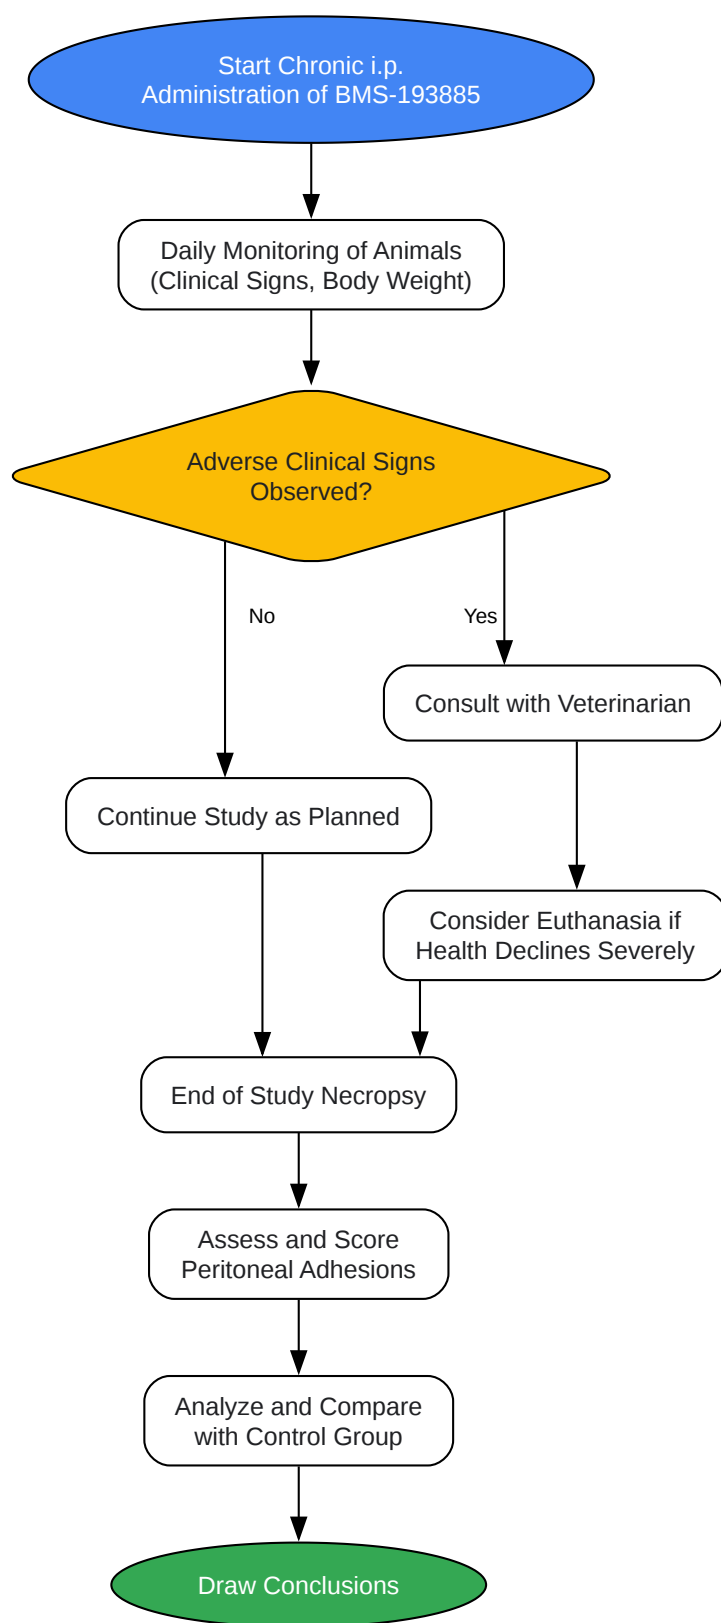 Start Chronic i.p.
Administration of BMS-193885
Daily Monitoring of Animals
(Clinical Signs, Body Weight)
Adverse Clinical Signs
Observed?
No
Yes
Consult with Veterinarian
Continue Study as Planned
Consider Euthanasia if
Health Declines Severely
End of Study Necropsy
Assess and Score
Peritoneal Adhesions
Analyze and Compare
with Control Group
Draw Conclusions